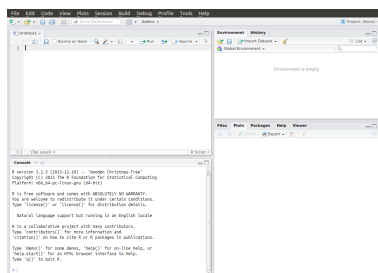 File Edit Code View Plots Session Build Debug Profile Tools Help
Go to file/function
Addins
Project: (None)
Untitled1
Source on Save
Run
Source
1
1:1
(Top Level)
R Script
Console
R version 3.2.3 (2015-12-10) -- "Wooden Christmas-Tree"
Copyright (C) 2015 The R Foundation for Statistical Computing
Platform: x86_64-pc-linux-gnu (64-bit)
R is free software and comes with ABSOLUTELY NO WARRANTY.
You are welcome to redistribute it under certain conditions.
Type 'license()' or 'licence()' for distribution details.
Natural language support but running in an English locale
R is a collaborative project with many contributors.
Type 'contributors()' for more information and
'citation()' on how to cite R or R packages in publications.
Type 'demo()' for some demos, 'help()' for on-line help, or
'help.start()' for an HTML browser interface to help.
Type 'q()' to quit R.
>
Environment History
Import Dataset
List
Global Environment
Environment is empty
Files Plots Packages Help Viewer
Zoom
Export